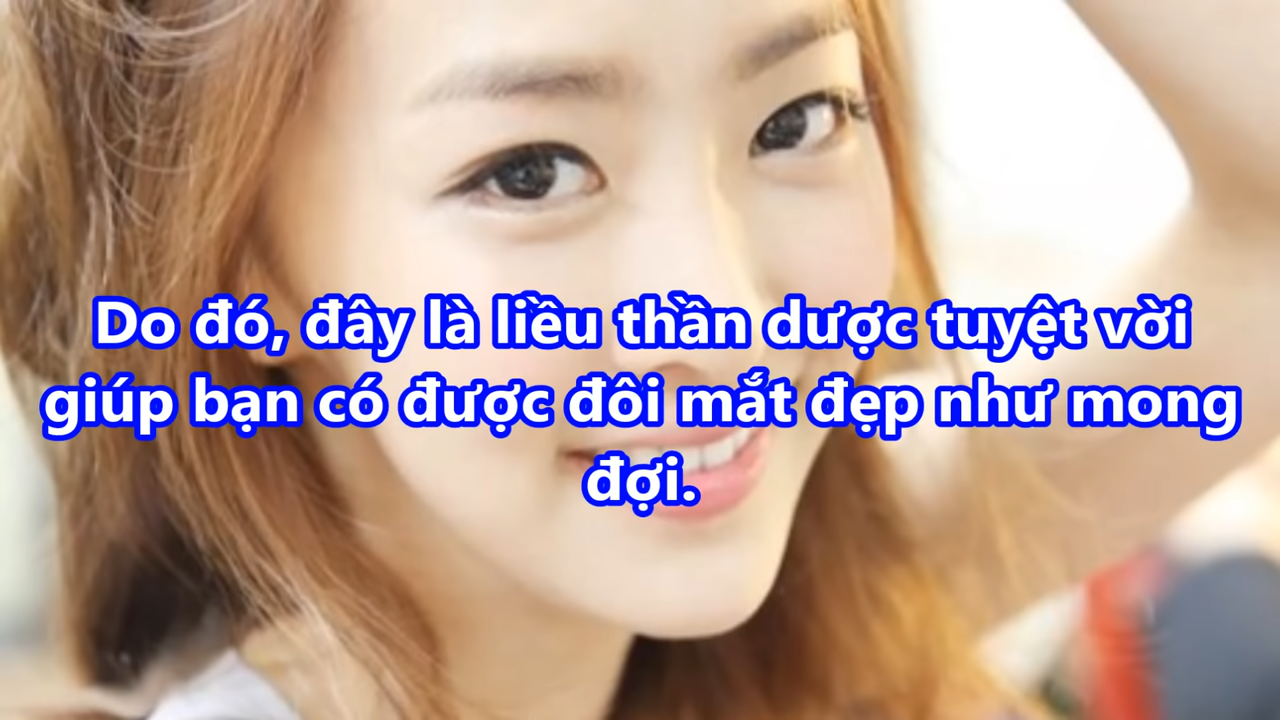 Do đó, đây là liều thần dược tuyệt vời
giúp bạn có được đôi mắt đẹp như mong
đợi.